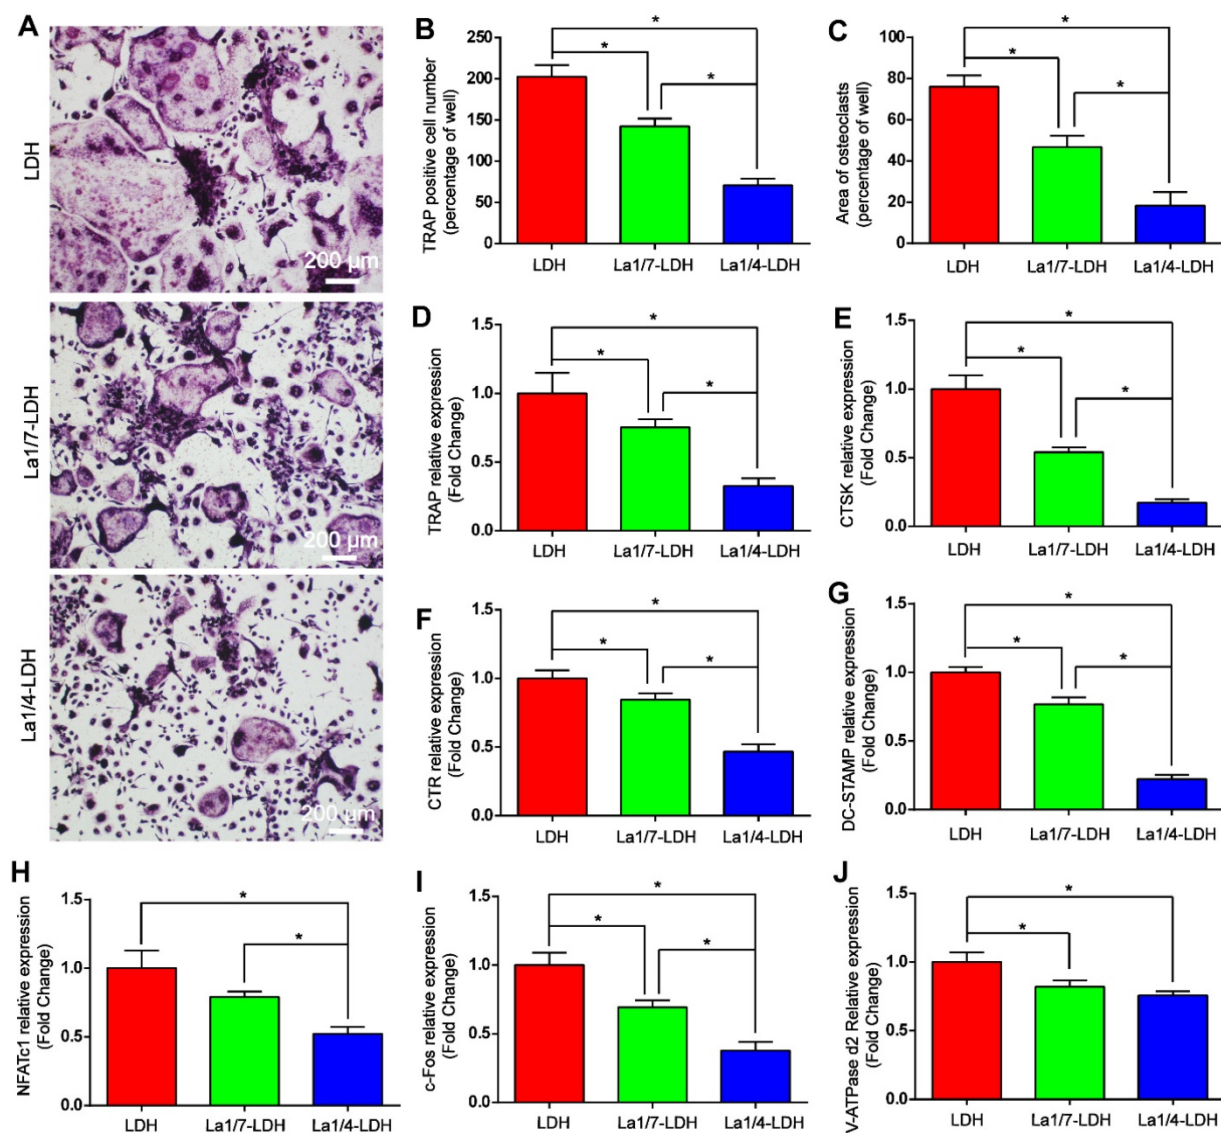 A
LDH
200 μm
La1/7-LDH
200 μm
La1/4-LDH
200 μm
B
TRAP positive cell number
(percentage of well)
250
200
150
100
50
0
*
*
*
LDH
La1/7-LDH
La1/4-LDH
C
Area of osteoclasts
(percentage of well)
100
80
60
40
20
0
*
*
*
LDH
La1/7-LDH
La1/4-LDH
D
TRAP relative expression
(Fold Change)
1.5
1.0
0.5
0.0
*
*
*
LDH
La1/7-LDH
La1/4-LDH
E
CTSK relative expression
(Fold Change)
1.5
1.0
0.5
0.0
*
*
*
LDH
La1/7-LDH
La1/4-LDH
F
CTR relative expression
(Fold Change)
1.5
1.0
0.5
0.0
*
*
*
LDH
La1/7-LDH
La1/4-LDH
G
DC-STAMP relative expression
(Fold Change)
1.5
1.0
0.5
0.0
*
*
*
LDH
La1/7-LDH
La1/4-LDH
H
NFATc1 relative expression
(Fold Change)
1.5
1.0
0.5
0.0
*
*
LDH
La1/7-LDH
La1/4-LDH
I
c-Fos relative expression
(Fold Change)
1.5
1.0
0.5
0.0
*
*
*
LDH
La1/7-LDH
La1/4-LDH
J
V-ATPase d2 Relative expression
(Fold Change)
1.5
1.0
0.5
0.0
*
*
LDH
La1/7-LDH
La1/4-LDH